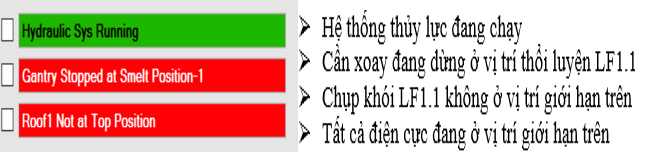 Hydraulic Sys Running
Gantry Stopped at Smelt Position-1
Roof1 Not at Top Position
➢ Hệ thống thủy lực đang chạy
➢ Cần xoay đang dừng ở vị trí thổi luyện LF1.1
➢ Chụp khói LF1.1 không ở vị trí giới hạn trên
➢ Tất cả điện cực đang ở vị trí giới hạn trên